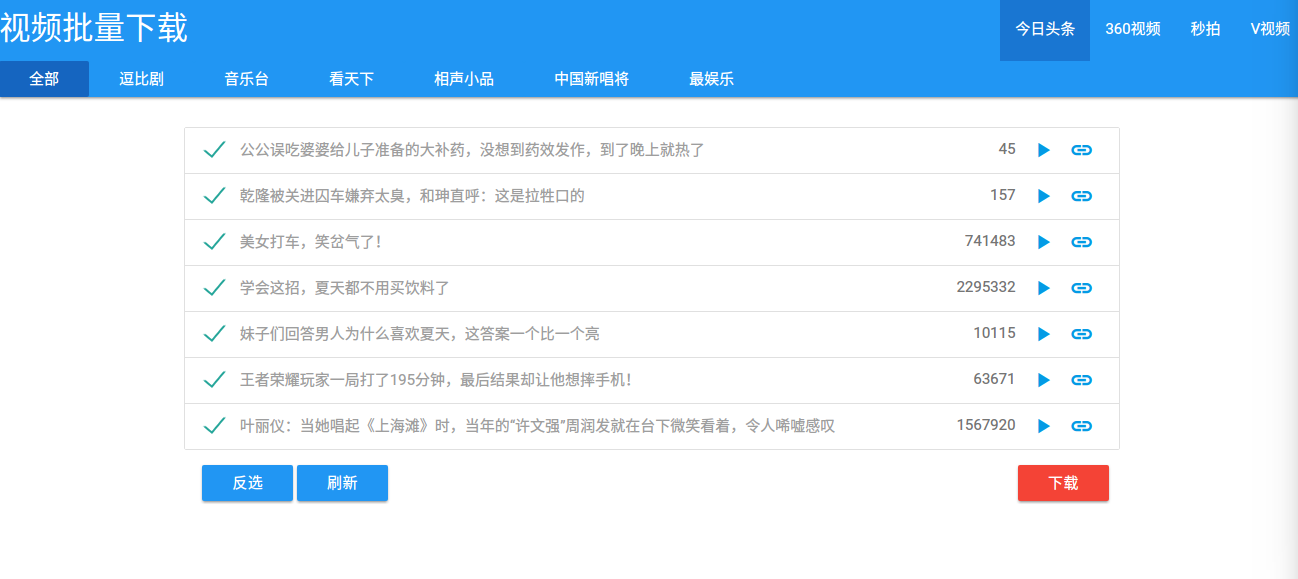 视频批量下载
今日头条 360视频 秒拍 V视频
全部 逗比剧 音乐台 看天下 相声小品 中国新唱将 最娱乐
公公误吃婆婆给儿子准备的大补药，没想到药效发作，到了晚上就热了 45
乾隆被关进囚车嫌弃太臭，和珅直呼：这是拉牲口的 157
美女打车，笑岔气了！ 741483
学会这招，夏天都不用买饮料了 2295332
妹子们回答男人为什么喜欢夏天，这答案一个比一个亮 10115
王者荣耀玩家一局打了195分钟，最后结果却让他想摔手机！ 63671
叶丽仪：当她唱起《上海滩》时，当年的“许文强”周润发就在台下微笑看着，令人唏嘘感叹 1567920
反选 刷新 下载